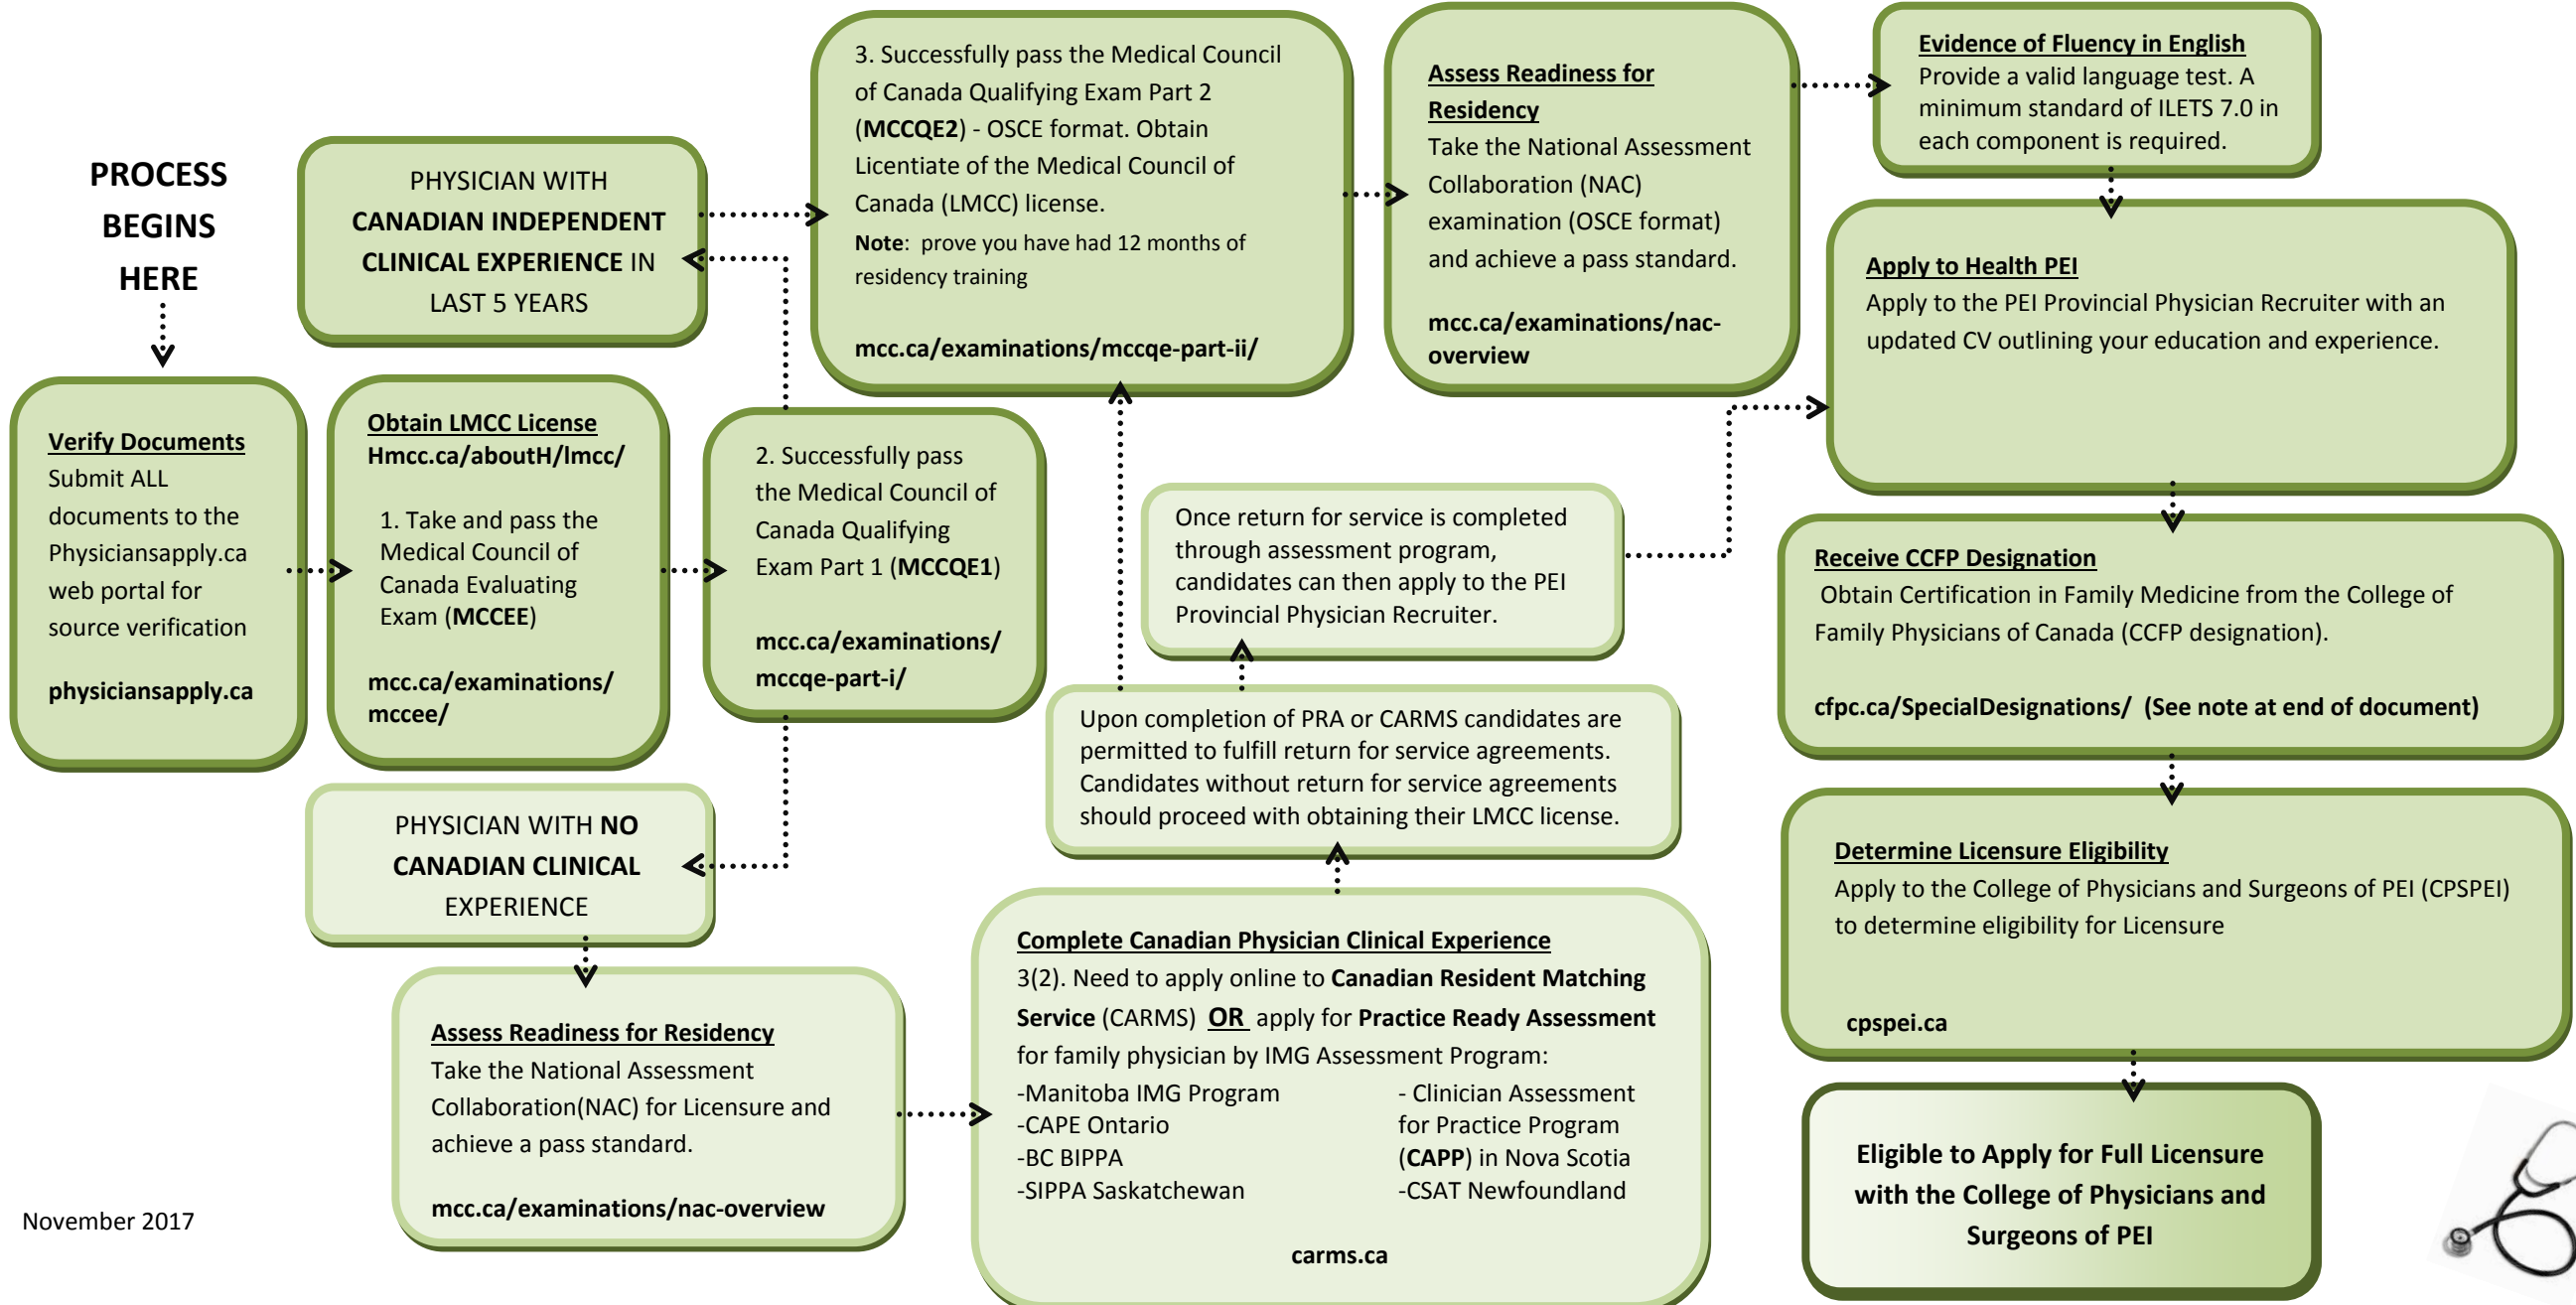 PROCESS
BEGINS
HERE
Verify Documents
Submit ALL
documents to the
Physiciansapply.ca
web portal for
source verification
physiciansapply.ca
Obtain LMCC License
Hmcc.ca/aboutH/lmcc/
1. Take and pass the
Medical Council of
Canada Evaluating
Exam (MCCEE)
mcc.ca/examinations/
mccee/
2. Successfully pass
the Medical Council of
Canada Qualifying
Exam Part 1 (MCCQE1)
mcc.ca/examinations/
mccqe-part-i/
PHYSICIAN WITH
CANADIAN INDEPENDENT
CLINICAL EXPERIENCE IN
LAST 5 YEARS
3. Successfully pass the Medical Council
of Canada Qualifying Exam Part 2
(MCCQE2) - OSCE format. Obtain
Licentiate of the Medical Council of
Canada (LMCC) license.
Note: prove you have had 12 months of
residency training
mcc.ca/examinations/mccqe-part-ii/
Assess Readiness for
Residency
Take the National Assessment
Collaboration (NAC)
examination (OSCE format)
and achieve a pass standard.
mcc.ca/examinations/nac-
overview
Evidence of Fluency in English
Provide a valid language test. A
minimum standard of ILETS 7.0 in
each component is required.
Apply to Health PEI
Apply to the PEI Provincial Physician Recruiter with an
updated CV outlining your education and experience.
Receive CCFP Designation
Obtain Certification in Family Medicine from the College of
Family Physicians of Canada (CCFP designation).
cfpc.ca/SpecialDesignations/ (See note at end of document)
Determine Licensure Eligibility
Apply to the College of Physicians and Surgeons of PEI (CPSPEI)
to determine eligibility for Licensure
cpspei.ca
Eligible to Apply for Full Licensure
with the College of Physicians and
Surgeons of PEI
PHYSICIAN WITH NO
CANADIAN CLINICAL
EXPERIENCE
Assess Readiness for Residency
Take the National Assessment
Collaboration(NAC) for Licensure and
achieve a pass standard.
mcc.ca/examinations/nac-overview
Complete Canadian Physician Clinical Experience
3(2). Need to apply online to Canadian Resident Matching
Service (CARMS) OR apply for Practice Ready Assessment
for family physician by IMG Assessment Program:
-Manitoba IMG Program
-CAPE Ontario
-BC BIPPA
-SIPPA Saskatchewan
- Clinician Assessment
for Practice Program
(CAPP) in Nova Scotia
-CSAT Newfoundland
carms.ca
Upon completion of PRA or CARMS candidates are
permitted to fulfill return for service agreements.
Candidates without return for service agreements
should proceed with obtaining their LMCC license.
Once return for service is completed
through assessment program,
candidates can then apply to the PEI
Provincial Physician Recruiter.
November 2017